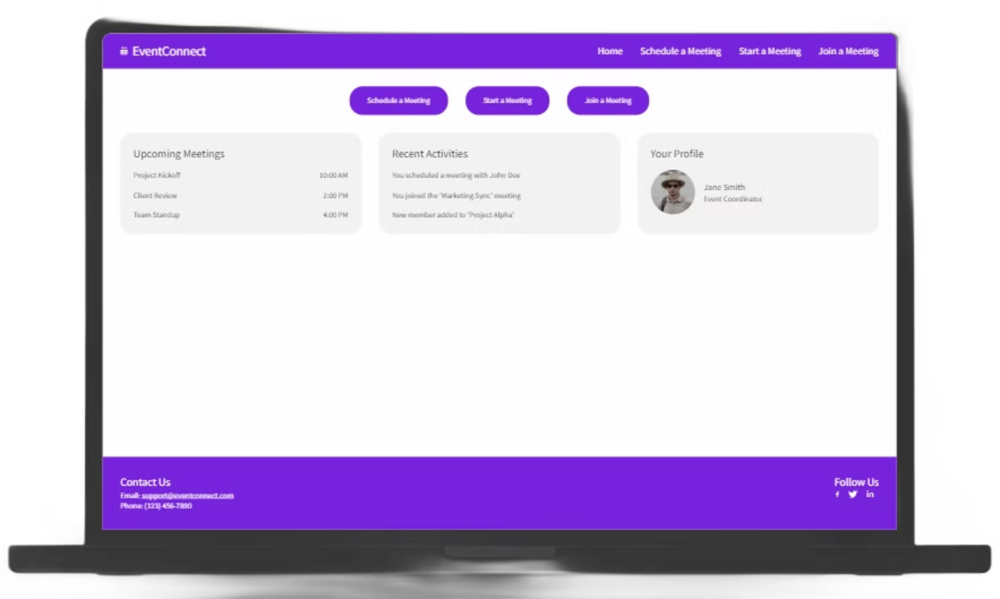 EventConnect
Home Schedule a Meeting Start a Meeting Join a Meeting
Schedule a Meeting Start a Meeting Join a Meeting
Upcoming Meetings
Project Kickoff 10:00 AM
Client Review 2:00 PM
Team Standup 4:00 PM
Recent Activities
You scheduled a meeting with John Doe
You joined the 'Marketing Sync' meeting
New member added to 'Project Alpha'
Your Profile
Jane Smith
Event Coordinator
Contact Us
Email: support@eventconnect.com
Phone: (123) 456-7890
Follow Us